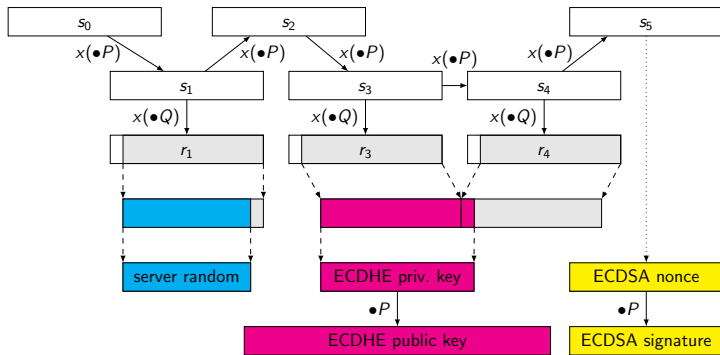 s₀
s₂
s₅
x(●P)
x(●P)
x(●P)
x(●P)
x(●P)
s₁
s₃
s₄
x(●Q)
x(●Q)
x(●Q)
r₁
r₃
r₄
server random
ECDHE priv. key
ECDSA nonce
●P
●P
ECDHE public key
ECDSA signature